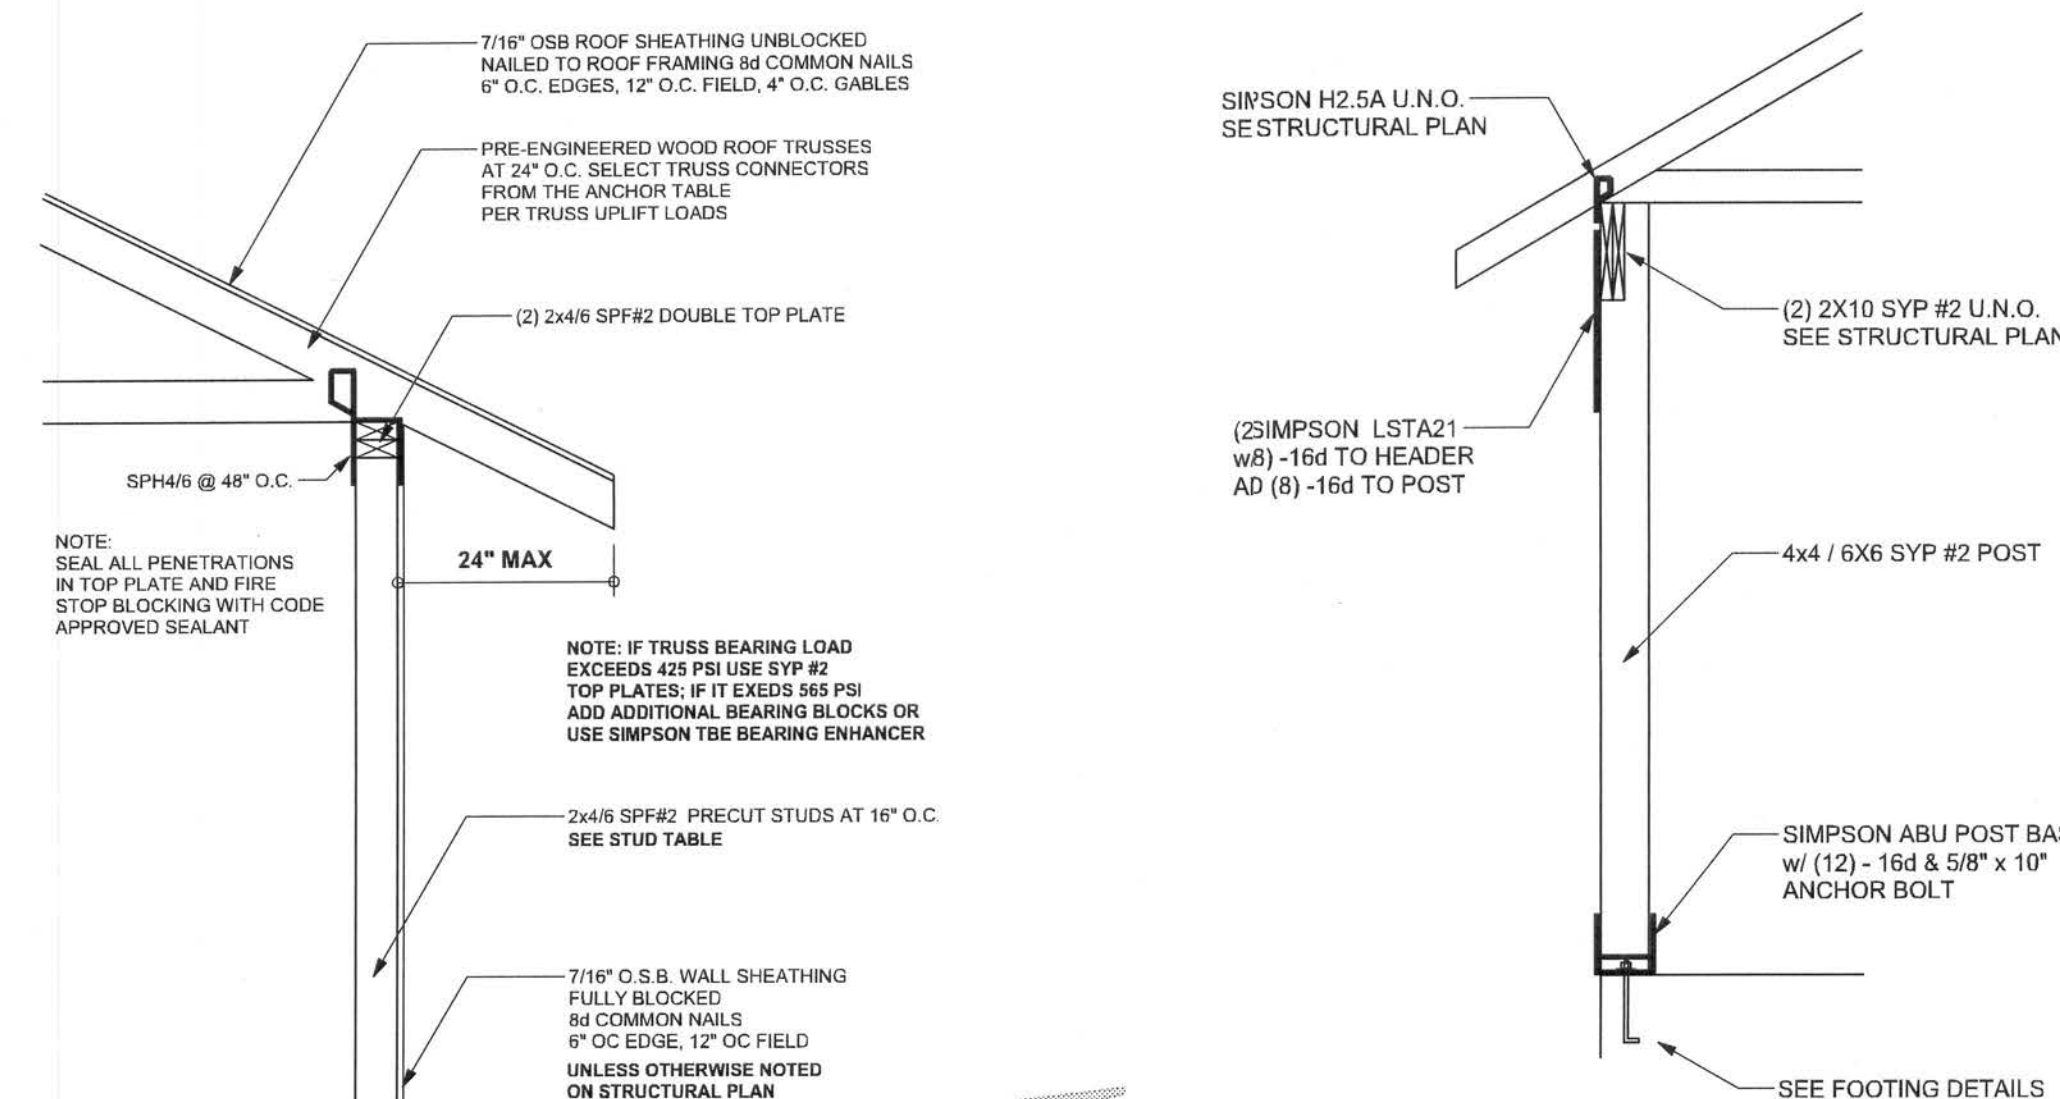 7/16" OSB ROOF SHEATHING UNBLOCKED
NAILED TO ROOF FRAMING 8d COMMON NAILS
6" O.C. EDGES, 12" O.C. FIELD, 4" O.C. GABLES
PRE-ENGINEERED WOOD ROOF TRUSSES
AT 24" O.C. SELECT TRUSS CONNECTORS
FROM THE ANCHOR TABLE
PER TRUSS UPLIFT LOADS
(2) 2x4/6 SPF#2 DOUBLE TOP PLATE
SPH4/6 @ 48" O.C.
NOTE:
SEAL ALL PENETRATIONS
IN TOP PLATE AND FIRE
STOP BLOCKING WITH CODE
APPROVED SEALANT
24" MAX
NOTE: IF TRUSS BEARING LOAD
EXCEEDS 425 PSI USE SYP #2
TOP PLATES; IF IT EXEDS 565 PSI
ADD ADDITIONAL BEARING BLOCKS OR
USE SIMPSON TBE BEARING ENHANCER
2x4/6 SPF#2 PRECUT STUDS AT 16" O.C.
SEE STUD TABLE
7/16" O.S.B. WALL SHEATHING
FULLY BLOCKED
8d COMMON NAILS
6" OC EDGE, 12" OC FIELD
UNLESS OTHERWISE NOTED
ON STRUCTURAL PLAN
SIMPSON H2.5A U.N.O.
SE STRUCTURAL PLAN
(2) 2X10 SYP #2 U.N.O.
SEE STRUCTURAL PLAN
(2SIMPSON LSTA21
w/8) -16d TO HEADER
AD (8) -16d TO POST
4x4 / 6X6 SYP #2 POST
SIMPSON ABU POST BAS
w/ (12) - 16d & 5/8" x 10"
ANCHOR BOLT
SEE FOOTING DETAILS